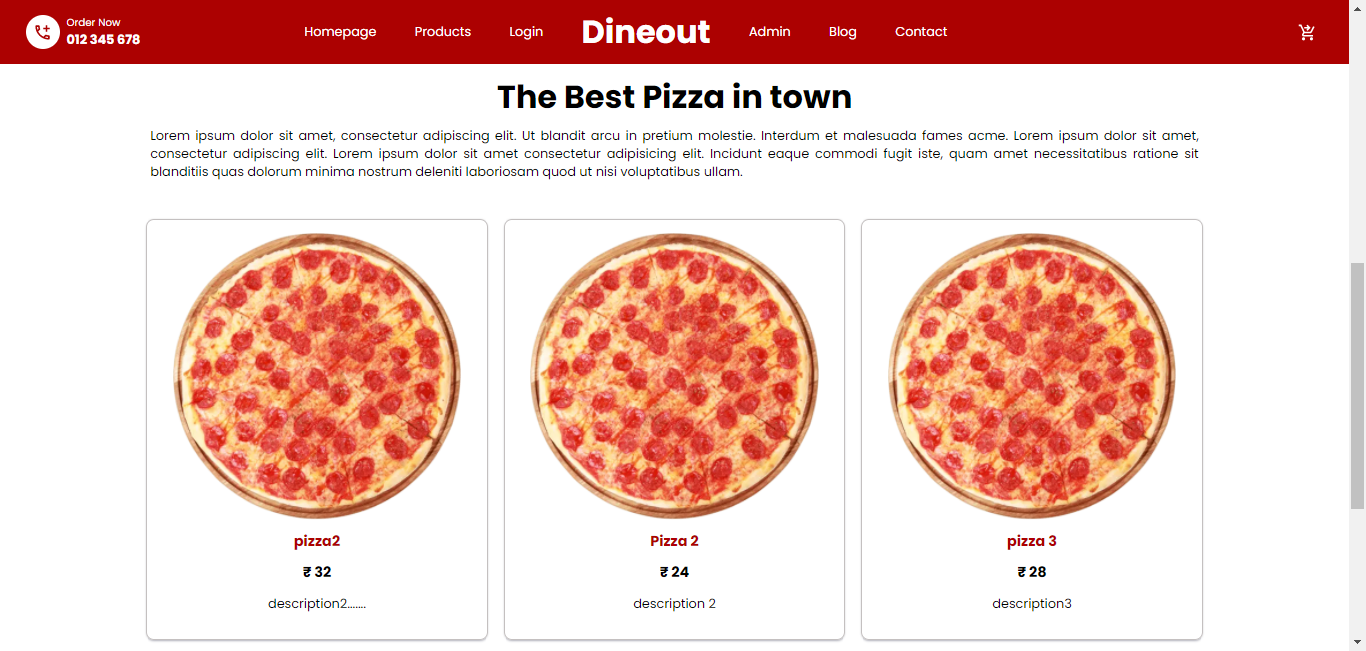 Order Now
012 345 678
Homepage Products Login Dineout Admin Blog Contact
The Best Pizza in town
Lorem ipsum dolor sit amet, consectetur adipiscing elit. Ut blandit arcu in pretium molestie. Interdum et malesuada fames acme. Lorem ipsum dolor sit amet,
consectetur adipiscing elit. Lorem ipsum dolor sit amet consectetur adipisicing elit. Incidunt eaque commodi fugit iste, quam amet necessitatibus ratione sit
blanditiis quas dolorum minima nostrum deleniti laboriosam quod ut nisi voluptatibus ullam.
pizza2
₹ 32
description2.......
Pizza 2
₹ 24
description 2
pizza 3
₹ 28
description3